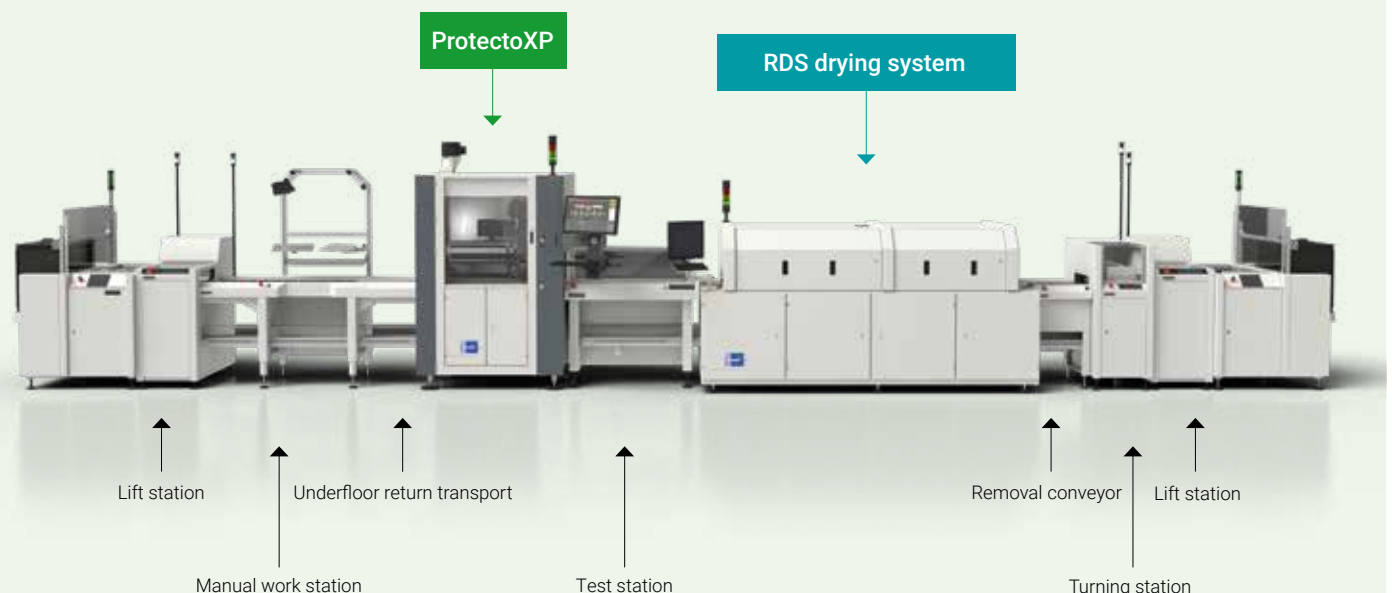 ProtectoXP
RDS drying system
Lift station
Underfloor return transport
Removal conveyor
Lift station
Manual work station
Test station
Turning station